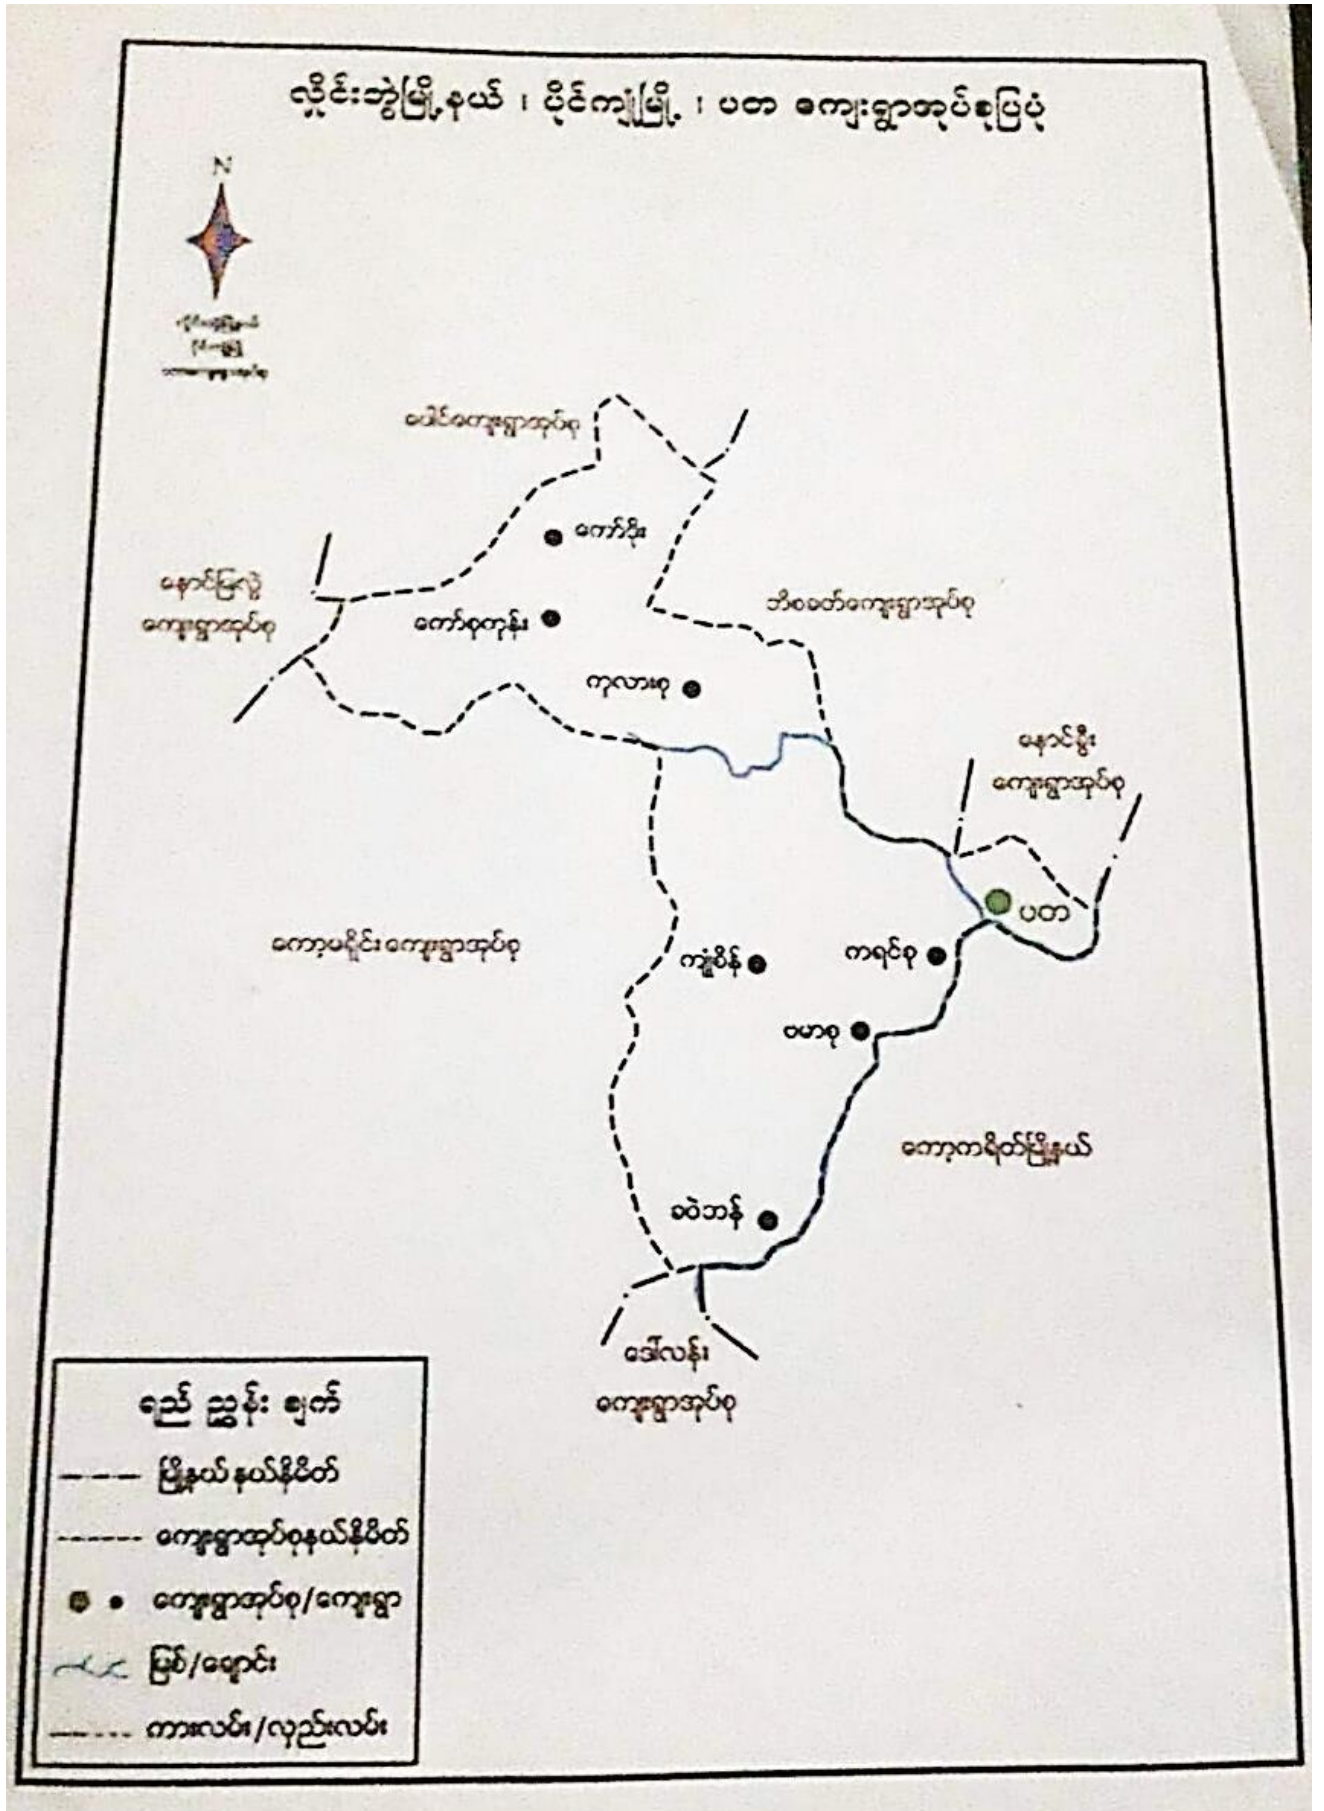 လှိုင်းဘွဲမြို့နယ် ၊ ပိုင်ကျုံမြို့ ၊ ပတ ကျေးရွာအုပ်စုပြပုံ
N
ပေါင်ကျေးရွာအုပ်စု
ကော်ဒိုး
နောင်မြလွဲ
ကျေးရွာအုပ်စု
ဘိစခတ်ကျေးရွာအုပ်စု
ကော်စုကုန်း
ကုလားစု
နောင်ခွီး
ကျေးရွာအုပ်စု
ပတ
ကော့မရှိုင်း ကျေးရွာအုပ်စု
ကျုံစိန်
ကရင်စု
ဗမာစု
ကော့ကရိတ်မြို့နယ်
ခဝဲဘန်
ဒေါ်လန်း
ကျေးရွာအုပ်စု
ရည် ညွှန်း ချက်
မြို့နယ်နယ်နိမိတ်
ကျေးရွာအုပ်စုနယ်နိမိတ်
ကျေးရွာအုပ်စု/ကျေးရွာ
မြစ်/ချောင်း
ကားလမ်း/လှည်းလမ်း